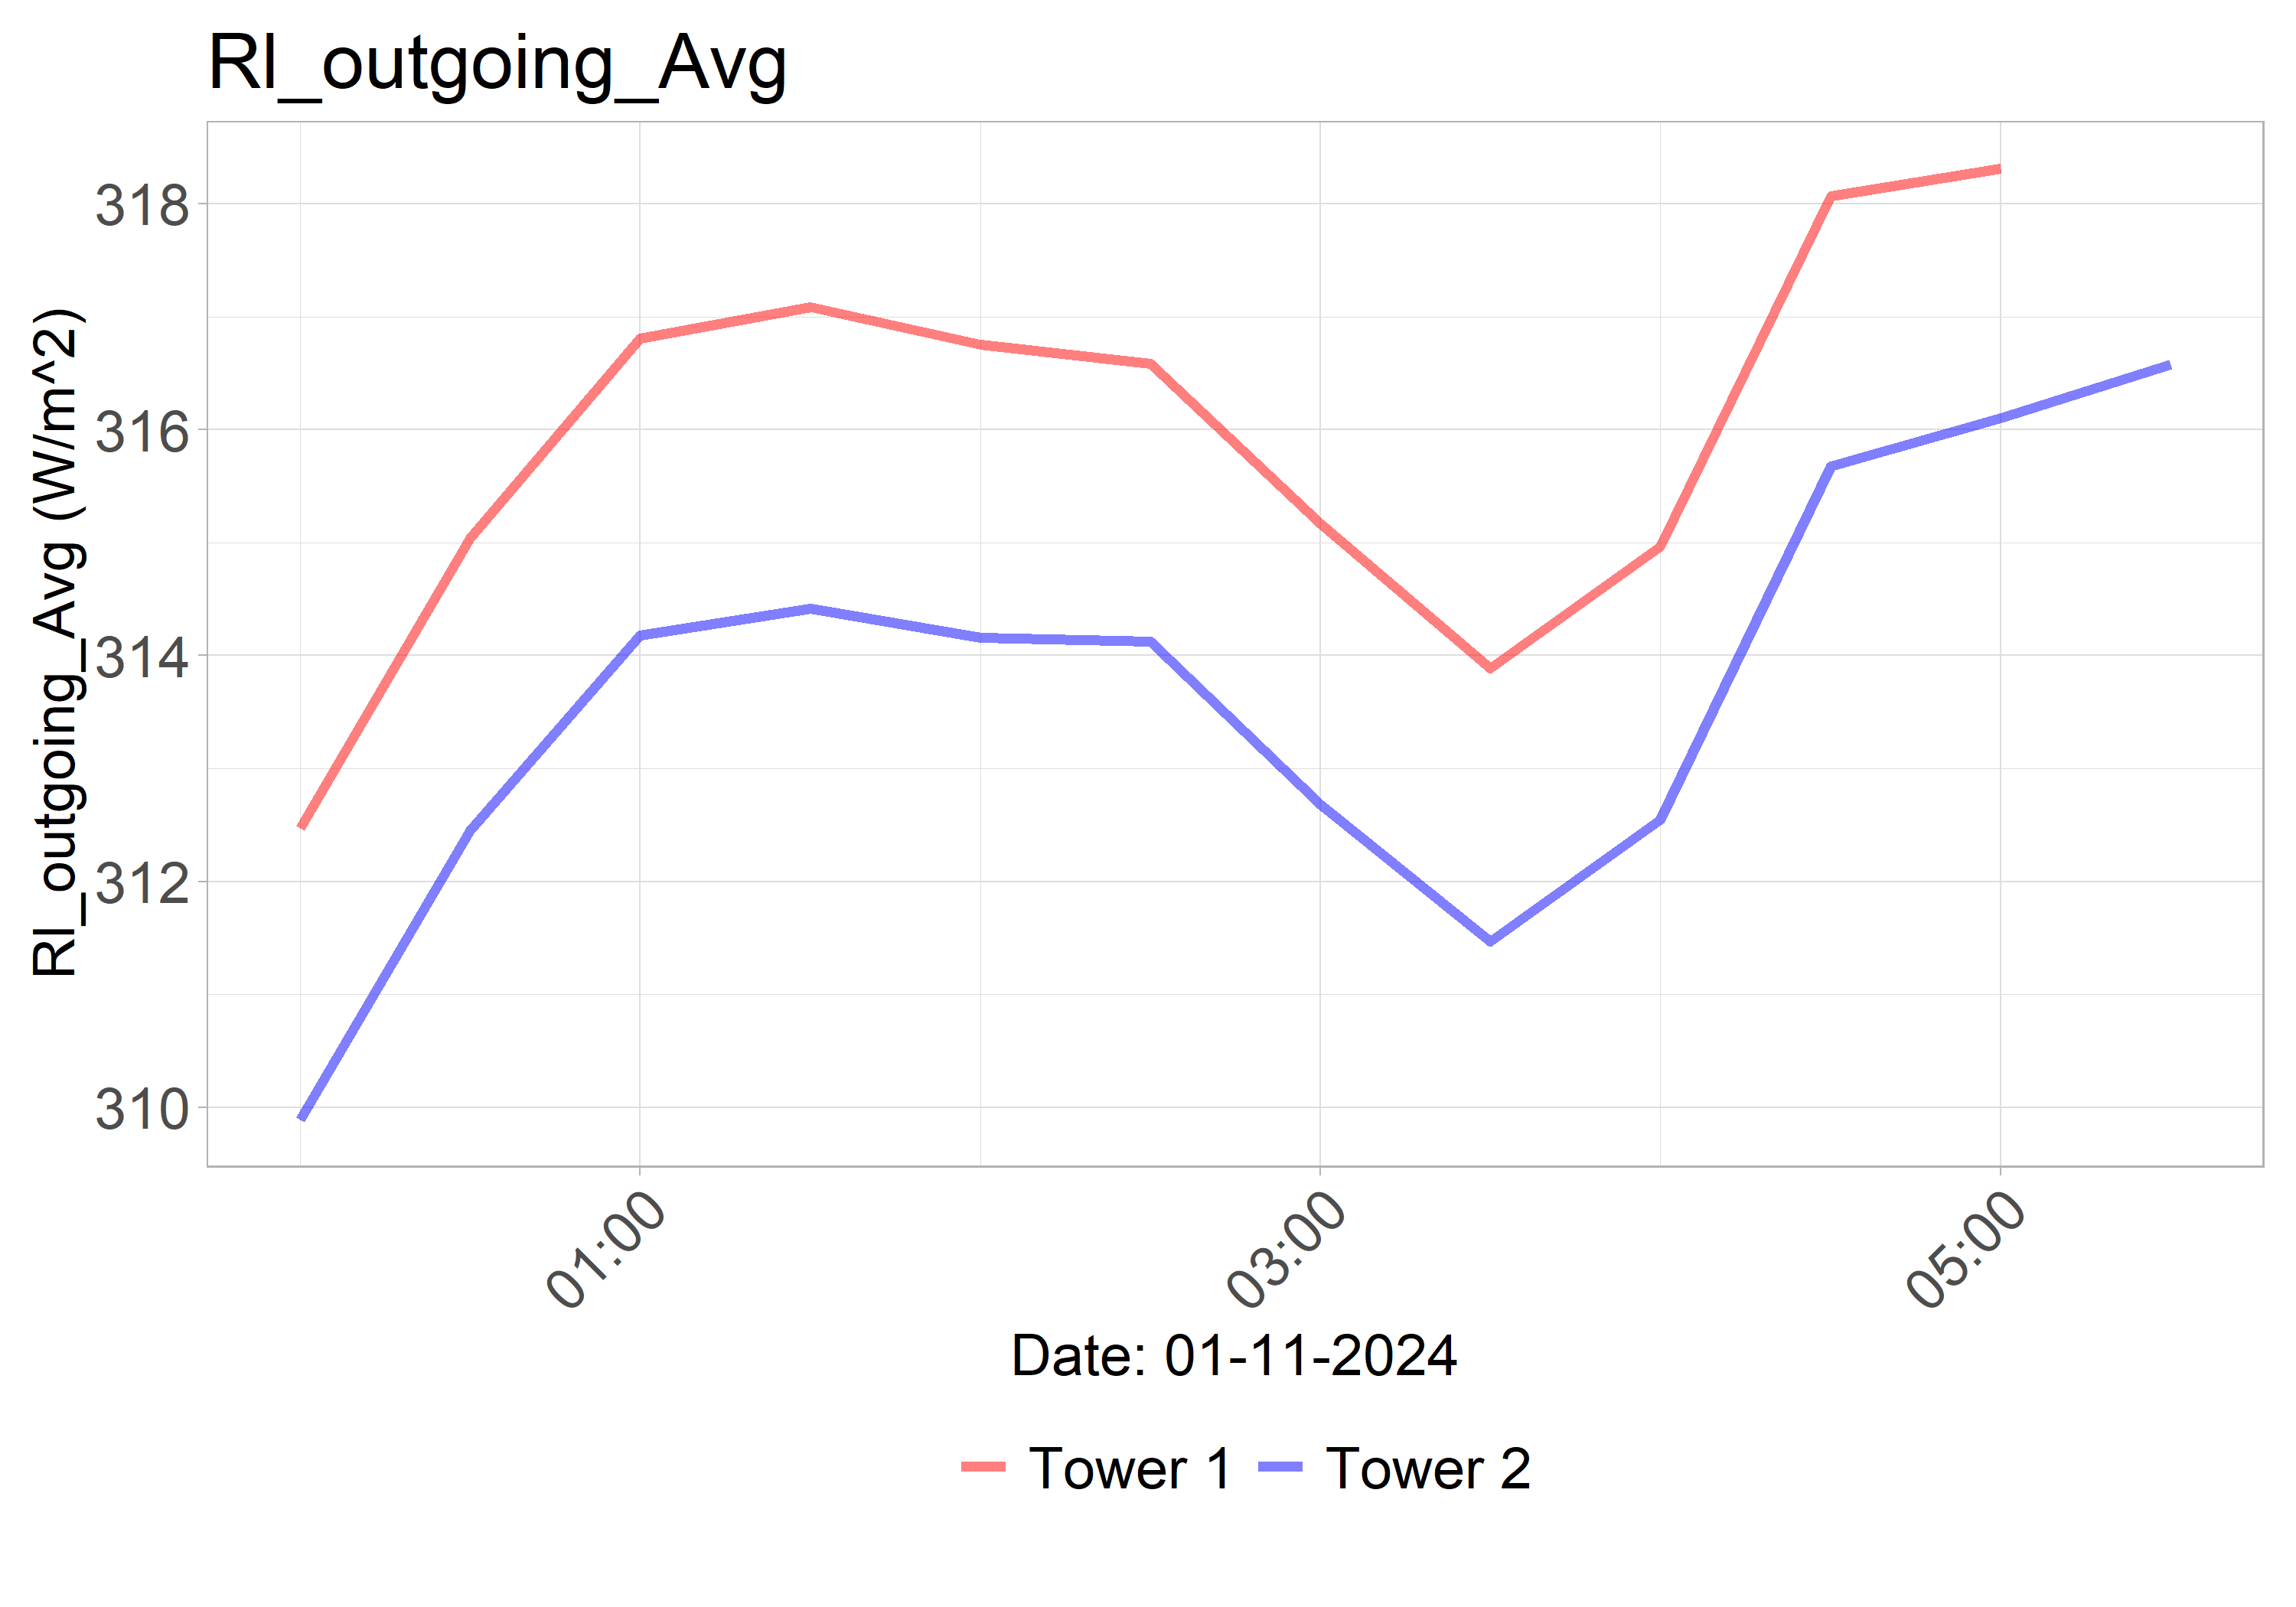 Rl_outgoing_Avg
Rl_outgoing_Avg (W/m^2)
318
316
314
312
310
01:00
03:00
05:00
Date: 01-11-2024
Tower 1
Tower 2